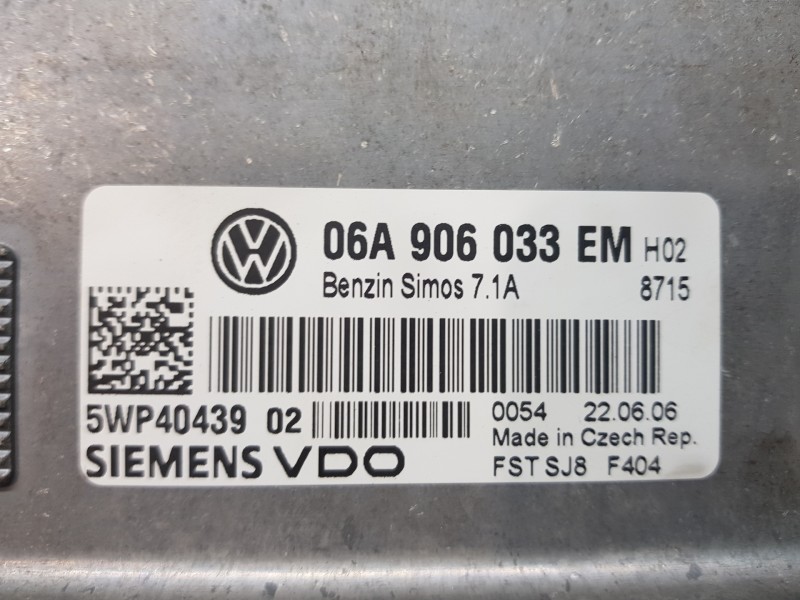 06A 906 033 EM H02
Benzin Simos 7.1A 8715
5WP40439 02 0054 22.06.06
Made in Czech Rep.
SIEMENS VDO FST SJ8 F404